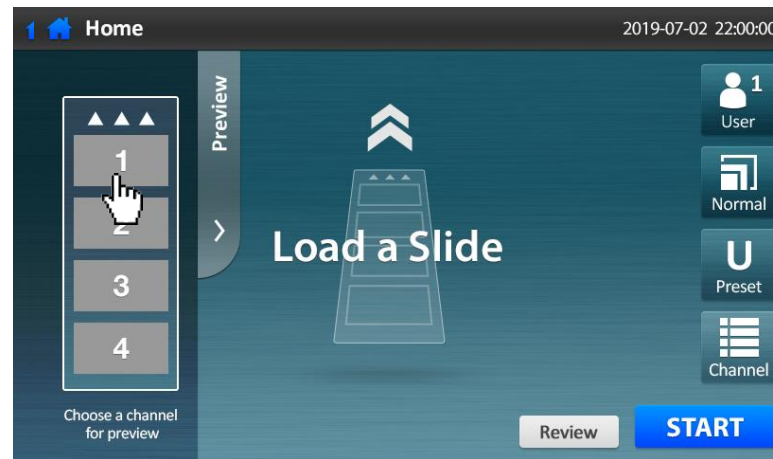 1 Home
2019-07-02 22:00:00
Preview
1
2
3
4
Choose a channel
for preview
Load a Slide
1
User
Normal
U
Preset
Channel
Review
START